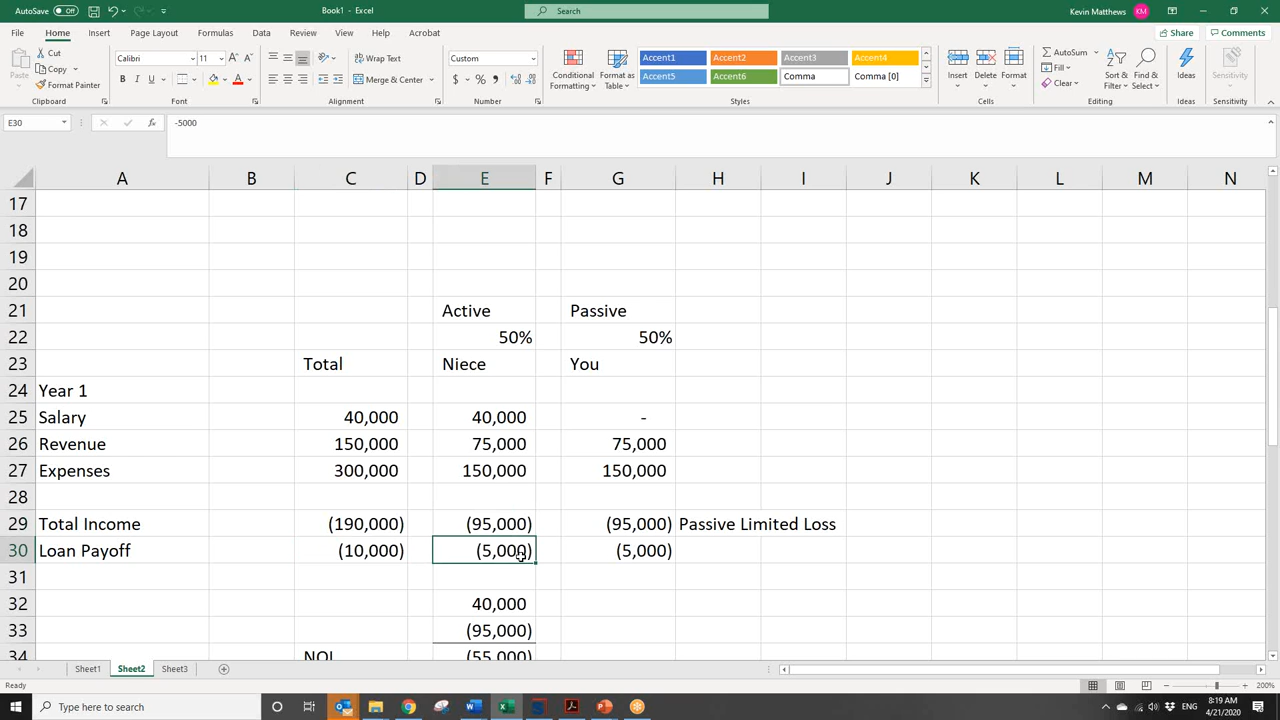 AutoSave Off Book1 - Excel Search Kevin Matthews KM
File Home Insert Page Layout Formulas Data Review View Help Acrobat Share Comments
Cut
Copy
Format Painter
Paste
Clipboard
Calibri 11
B I U
Font
Wrap Text
Merge & Center
Alignment
Custom
$ % ,
Number
Conditional Formatting
Format as Table
Accent1 Accent2 Accent3 Accent4
Accent5 Accent6 Comma Comma [0]
Styles
Insert Delete Format
Cells
AutoSum
Fill
Clear
Sort & Filter
Find & Select
Editing
Ideas
Ideas
Sensitivity
Sensitivity
E30 fx -5000
A B C D E F G H I J K L M N
17
18
19
20
21 Active Passive
22 50% 50%
23 Total Niece You
24 Year 1
25 Salary 40,000 40,000 -
26 Revenue 150,000 75,000 75,000
27 Expenses 300,000 150,000 150,000
28
29 Total Income (190,000) (95,000) (95,000) Passive Limited Loss
30 Loan Payoff (10,000) (5,000) (5,000)
31
32 40,000
33 (95,000)
34 NOL (55,000)
Sheet1 Sheet2 Sheet3
Ready 200%
Type here to search 8:19 AM
4/21/2020